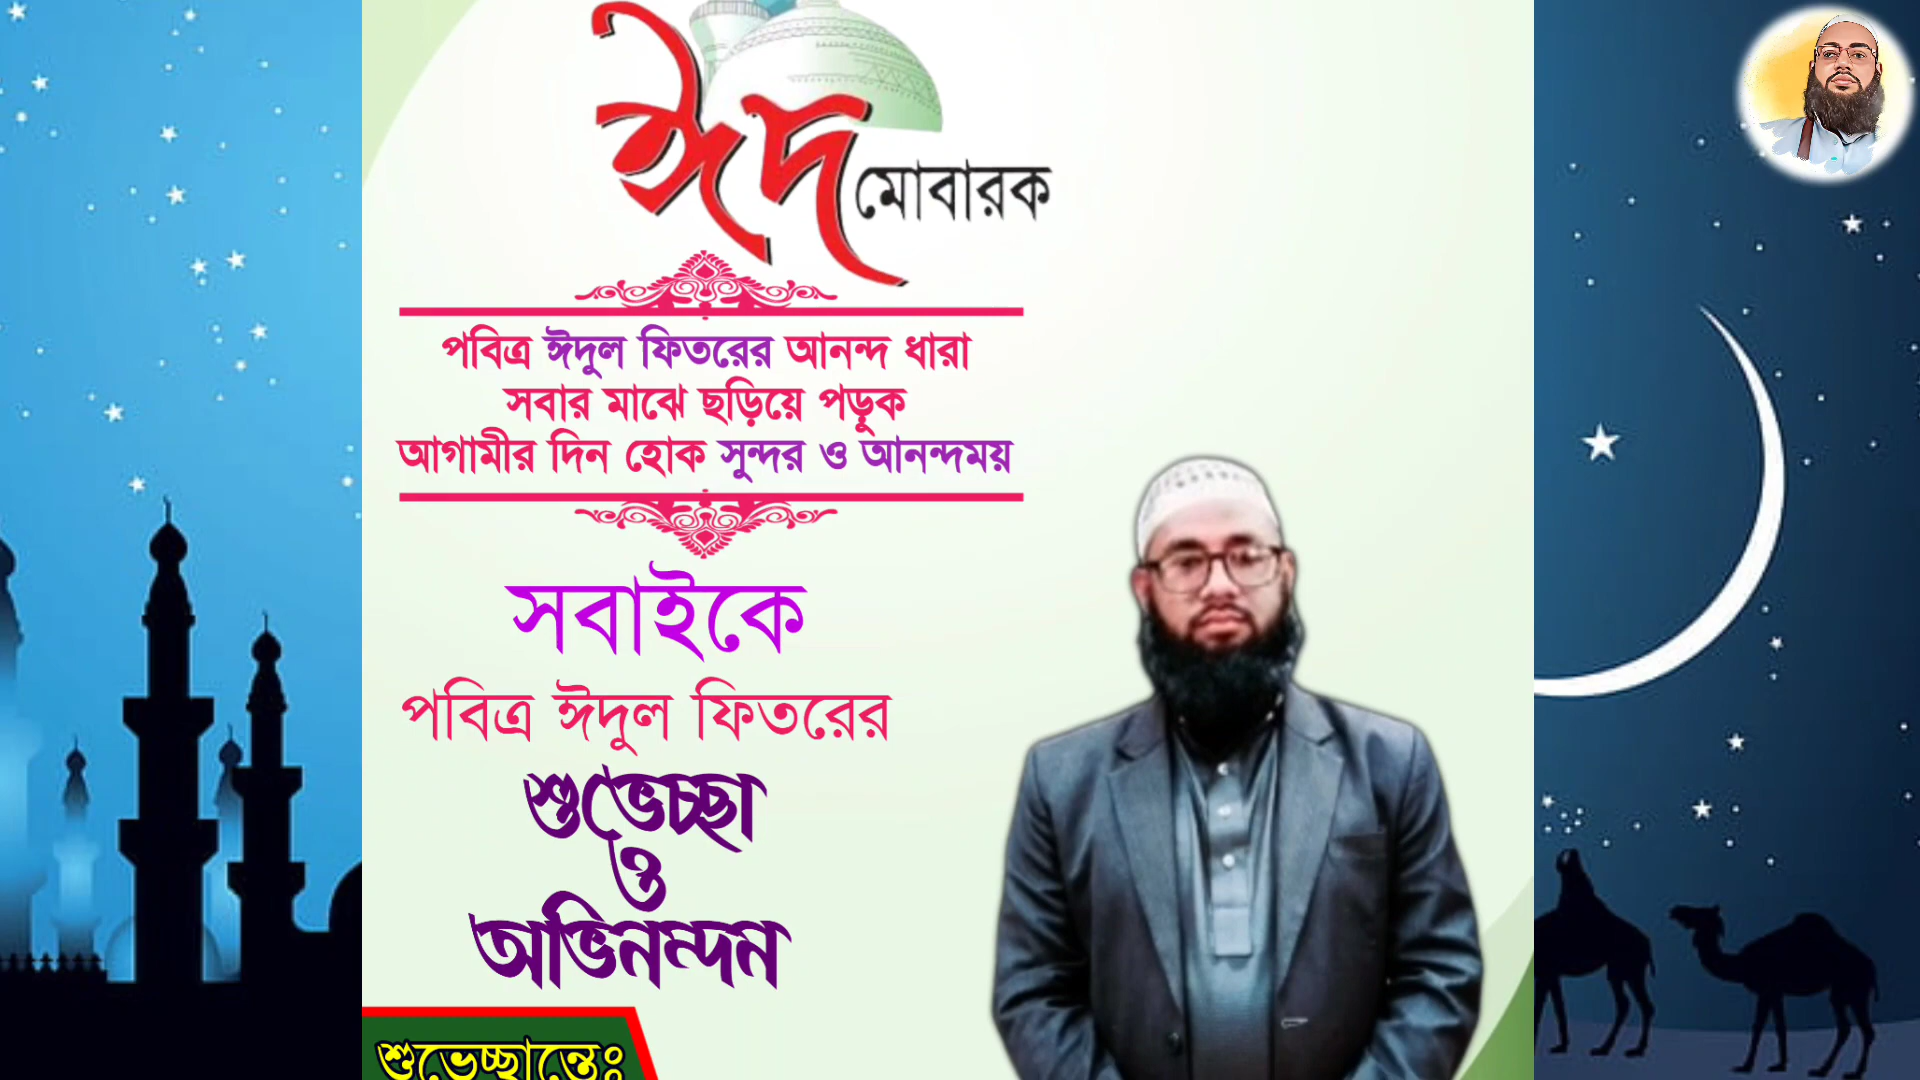 ঈদ মোবারক
পবিত্র ঈদুল ফিতরের আনন্দ ধারা
সবার মাঝে ছড়িয়ে পড়ুক
আগামীর দিন হোক সুন্দর ও আনন্দময়
সবাইকে
পবিত্র ঈদুল ফিতরের
শুভেচ্ছা
ও
অভিনন্দন
শুভেচ্ছান্তেঃ